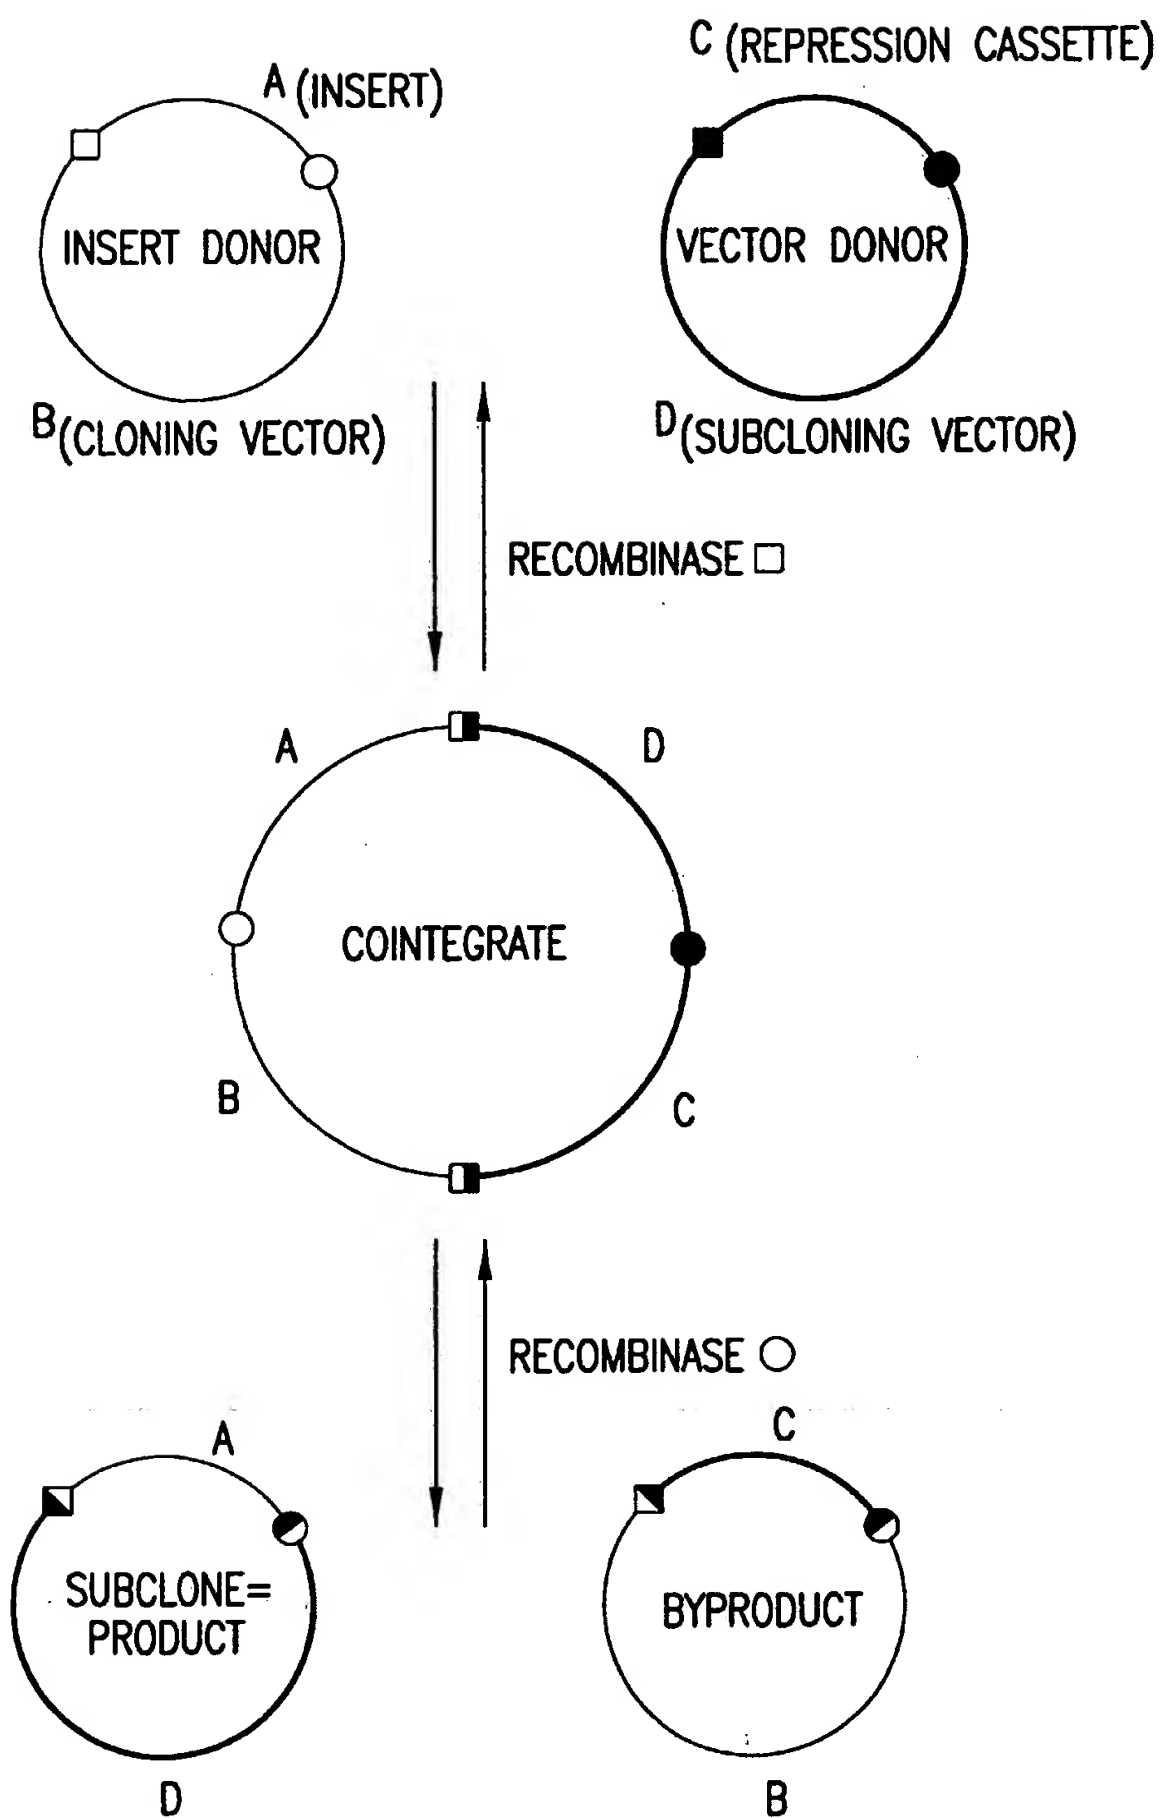 C (REPRESSION CASSETTE)
A (INSERT)
INSERT DONOR
VECTOR DONOR
B (CLONING VECTOR)
D (SUBCLONING VECTOR)
RECOMBINASE
A
D
COINTEGRATE
B
C
RECOMBINASE
A
C
SUBCLONE=
PRODUCT
BYPRODUCT
D
B